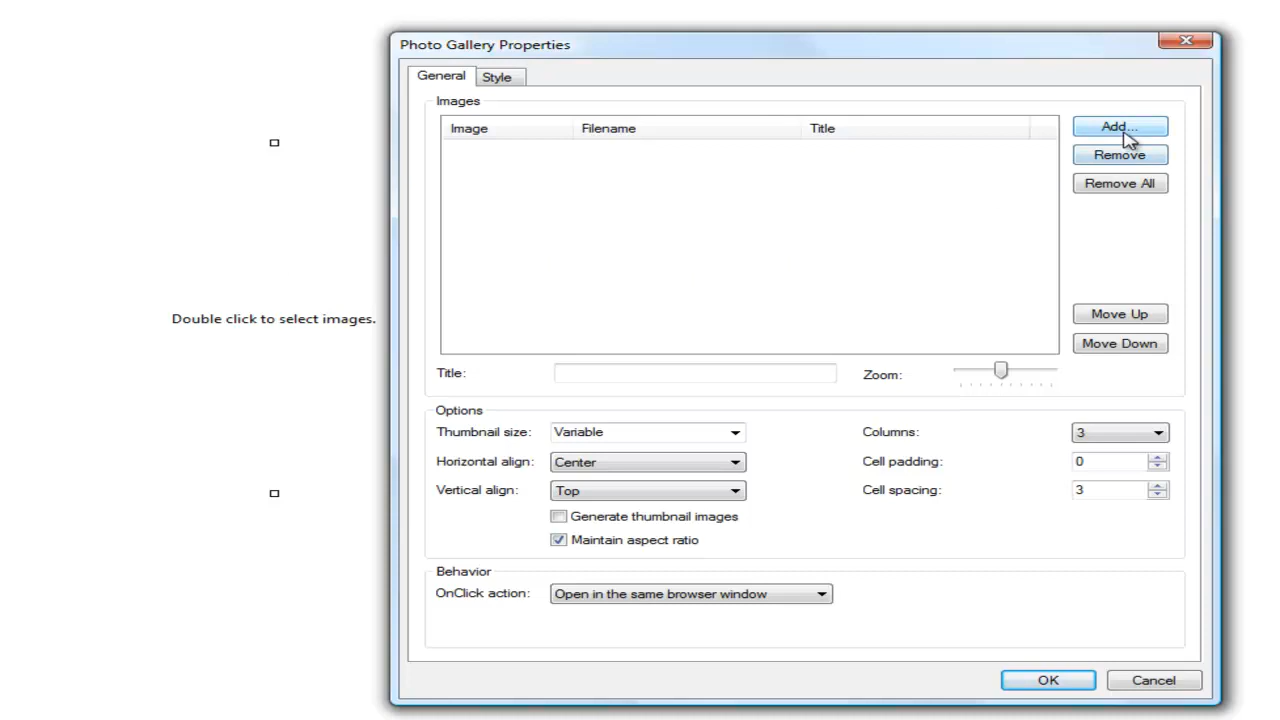 Photo Gallery Properties
General
Style
Images
Image
Filename
Title
Add...
Remove
Remove All
Double click to select images.
Move Up
Move Down
Title:
Zoom:
Options
Thumbnail size:
Variable
Columns:
3
Horizontal align:
Center
Cell padding:
0
Vertical align:
Top
Cell spacing:
3
Generate thumbnail images
Maintain aspect ratio
Behavior
OnClick action:
Open in the same browser window
OK
Cancel